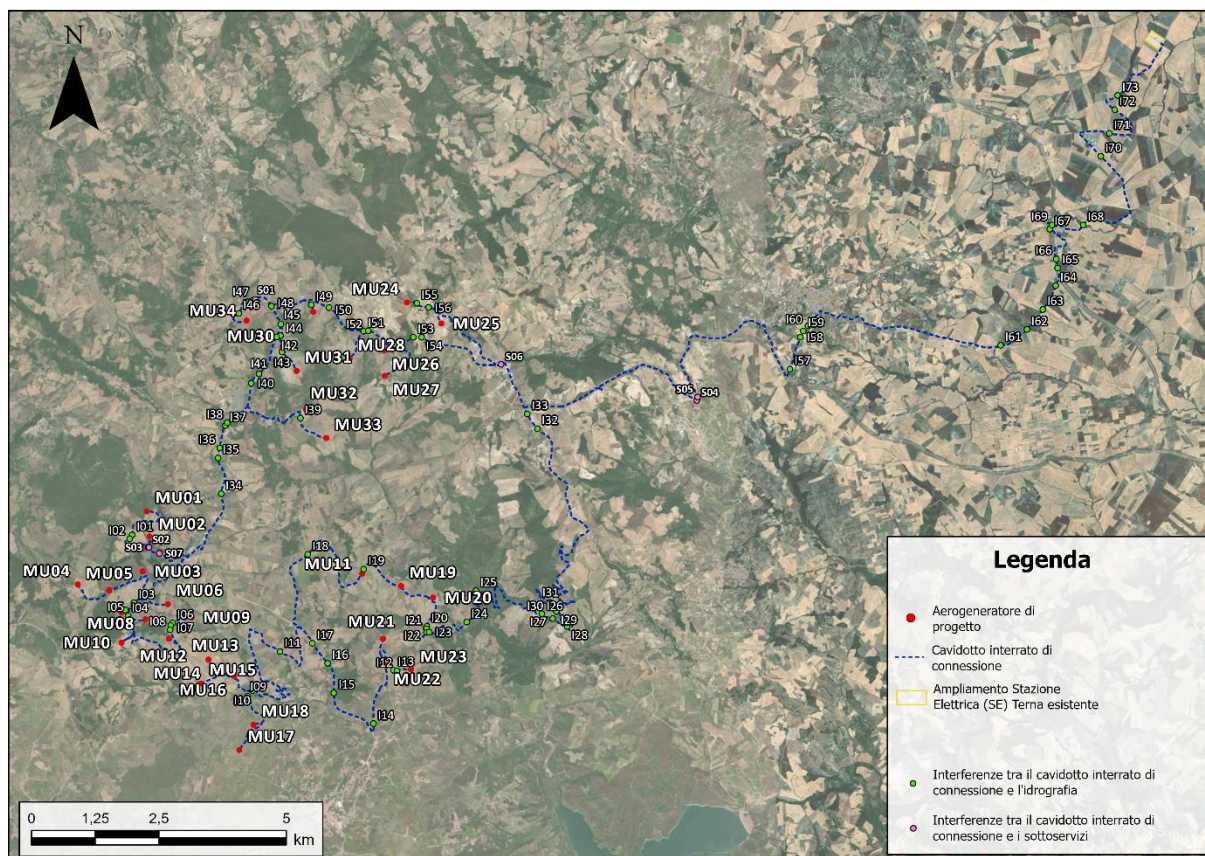 N
I73
I72
I71
I70
I69
I67
I68
I66
I65
I64
I63
I62
I61
I60
I59
I58
I57
S05
S04
I47
S01
I48
I49
MU24
I55
I46
I50
I56
MU34
I45
MU25
I44
I52
I51
I53
MU30
MU28
I54
I42
MU31
S06
I43
MU26
I41
MU27
I40
MU32
I33
I39
I38
I37
I32
MU33
I36
I35
I34
MU01
I02
I01
MU02
S02
S03
S07
I18
MU11
I19
MU03
MU04
MU05
MU19
I25
MU06
I03
MU20
I31
I05
I04
I30
I26
MU08
I06
MU09
I21
I20
I24
I27
I29
I08
I07
I22
I23
I28
MU10
MU21
MU12
MU13
I11
I17
MU14
MU15
I16
I12
I13
MU23
MU16
I09
MU22
I10
I15
MU18
I14
MU17
0
1,25
2,5
5
km
Legenda
Aerogeneratore di
progetto
Cavidotto interrato di
connessione
Ampliamento Stazione
Elettrica (SE) Terna esistente
Interferenze tra il cavidotto interrato di
connessione e l'idrografia
Interferenze tra il cavidotto interrato di
connessione e i sottoservizi